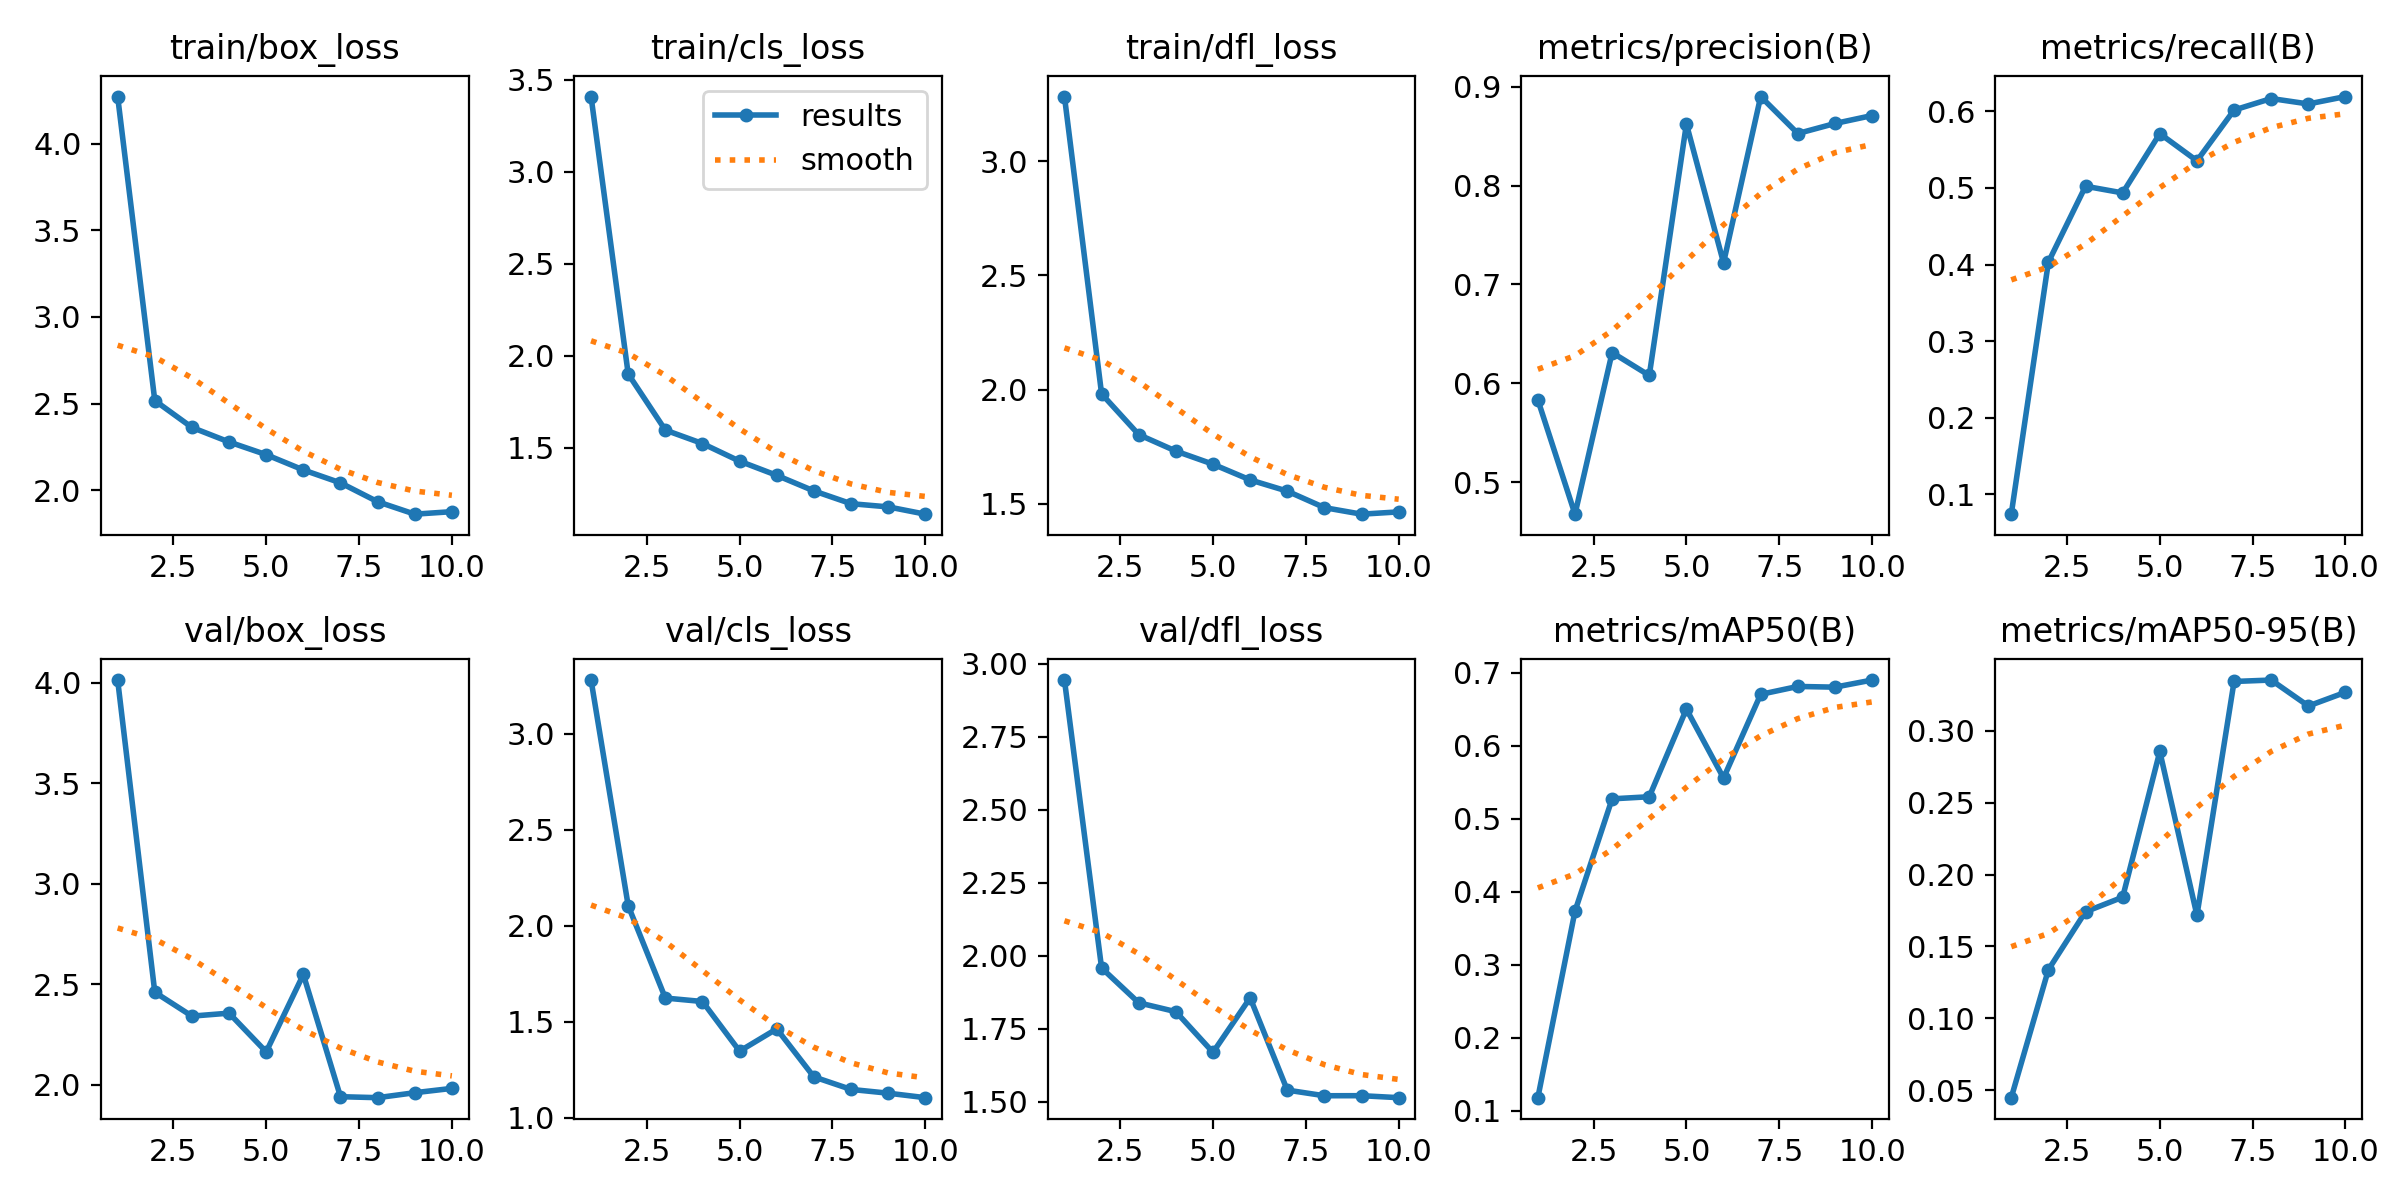 train/box_loss
4.0
3.5
3.0
2.5
2.0
2.5 5.0 7.5 10.0
train/cls_loss
results
smooth
3.5
3.0
2.5
2.0
1.5
2.5 5.0 7.5 10.0
train/dfl_loss
3.0
2.5
2.0
1.5
2.5 5.0 7.5 10.0
metrics/precision(B)
0.9
0.8
0.7
0.6
0.5
2.5 5.0 7.5 10.0
metrics/recall(B)
0.6
0.5
0.4
0.3
0.2
0.1
2.5 5.0 7.5 10.0
val/box_loss
4.0
3.5
3.0
2.5
2.0
2.5 5.0 7.5 10.0
val/cls_loss
3.0
2.5
2.0
1.5
1.0
2.5 5.0 7.5 10.0
val/dfl_loss
3.00
2.75
2.50
2.25
2.00
1.75
1.50
2.5 5.0 7.5 10.0
metrics/mAP50(B)
0.7
0.6
0.5
0.4
0.3
0.2
0.1
2.5 5.0 7.5 10.0
metrics/mAP50-95(B)
0.30
0.25
0.20
0.15
0.10
0.05
2.5 5.0 7.5 10.0